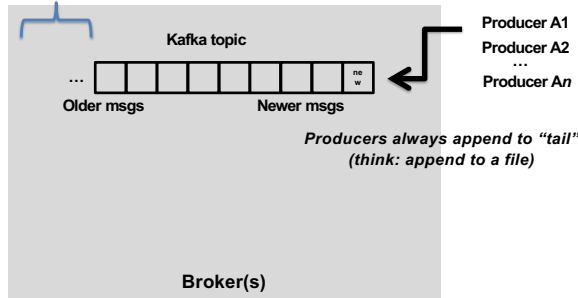 Kafka topic
Producer A1
Producer A2
...
Producer An
...
ne
w
Older msgs
Newer msgs
Producers always append to “tail”
(think: append to a file)
Broker(s)